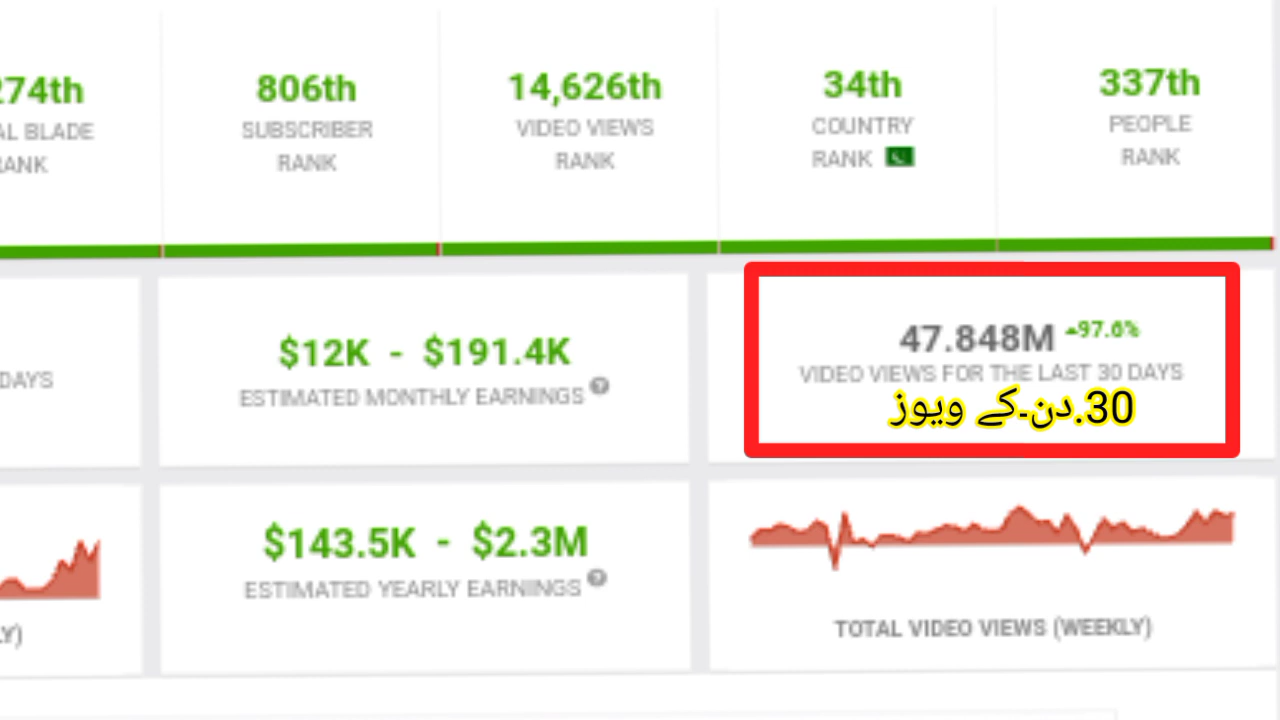 274th
AL BLADE
RANK
806th
SUBSCRIBER
RANK
14,626th
VIDEO VIEWS
RANK
34th
COUNTRY
RANK
337th
PEOPLE
RANK
DAYS
$12K - $191.4K
ESTIMATED MONTHLY EARNINGS ?
47.848M 97.6%
VIDEO VIEWS FOR THE LAST 30 DAYS
30.دن.کے ویوز
LY)
$143.5K - $2.3M
ESTIMATED YEARLY EARNINGS ?
TOTAL VIDEO VIEWS (WEEKLY)